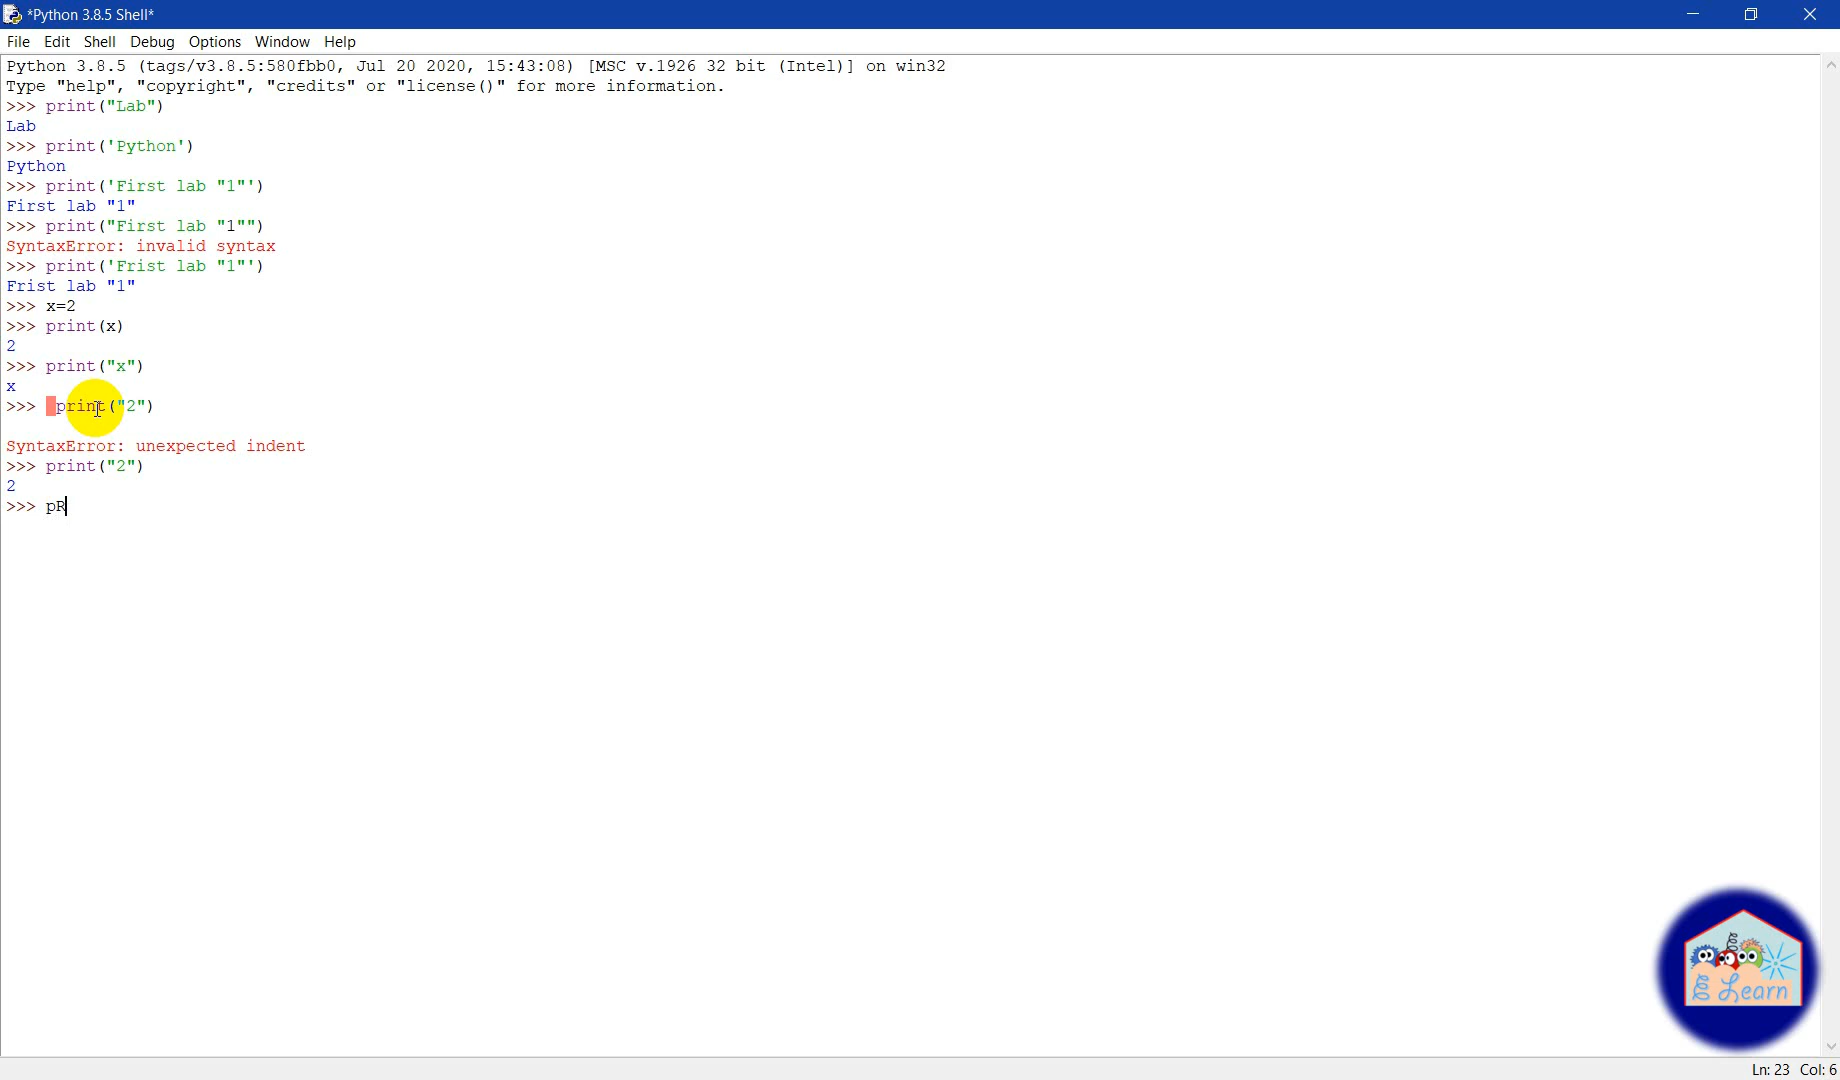 *Python 3.8.5 Shell*
File Edit Shell Debug Options Window Help
Python 3.8.5 (tags/v3.8.5:580fbb0, Jul 20 2020, 15:43:08) [MSC v.1926 32 bit (Intel)] on win32
Type "help", "copyright", "credits" or "license()" for more information.
>>> print("Lab")
Lab
>>> print('Python')
Python
>>> print('First lab "1"')
First lab "1"
>>> print("First lab "1"")
SyntaxError: invalid syntax
>>> print('Frist lab "1"')
Frist lab "1"
>>> x=2
>>> print(x)
2
>>> print("x")
x
>>>  print("2")
SyntaxError: unexpected indent
>>> print("2")
2
>>> pR
E Learn
Ln: 23 Col: 6